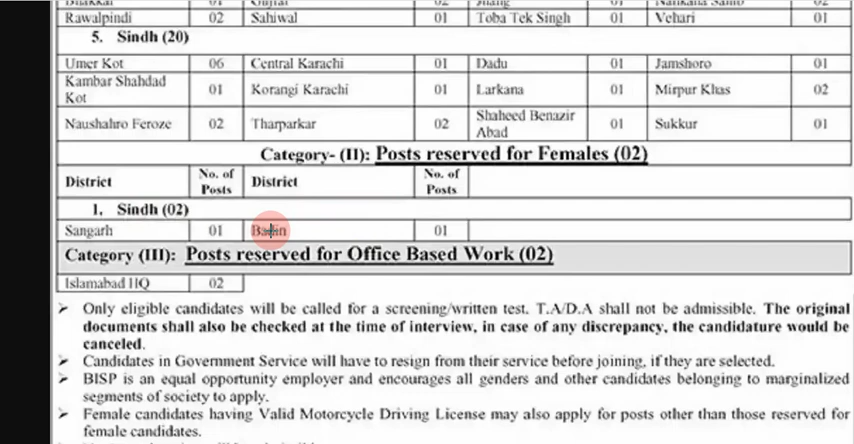 Rawalpindi 02 Sahiwal 01 Toba Tek Singh 01 Vehari 01
5. Sindh (20)
Umer Kot 06 Central Karachi 01 Dadu 01 Jamshoro 01
Kambar Shahdad Kot 01 Korangi Karachi 01 Larkana 01 Mirpur Khas 02
Naushahro Feroze 02 Tharparkar 02 Shaheed Benazir Abad 01 Sukkur 01
Category- (II): Posts reserved for Females (02)
District No. of Posts District No. of Posts
1. Sindh (02)
Sangarh 01 Badin 01
Category (III): Posts reserved for Office Based Work (02)
Islamabad HQ 02
➢ Only eligible candidates will be called for a screening/written test. T.A/D.A shall not be admissible. The original
documents shall also be checked at the time of interview, in case of any discrepancy, the candidature would be
canceled.
➢ Candidates in Government Service will have to resign from their service before joining, if they are selected.
➢ BISP is an equal opportunity employer and encourages all genders and other candidates belonging to marginalized
segments of society to apply.
➢ Female candidates having Valid Motorcycle Driving License may also apply for posts other than those reserved for
female candidates.